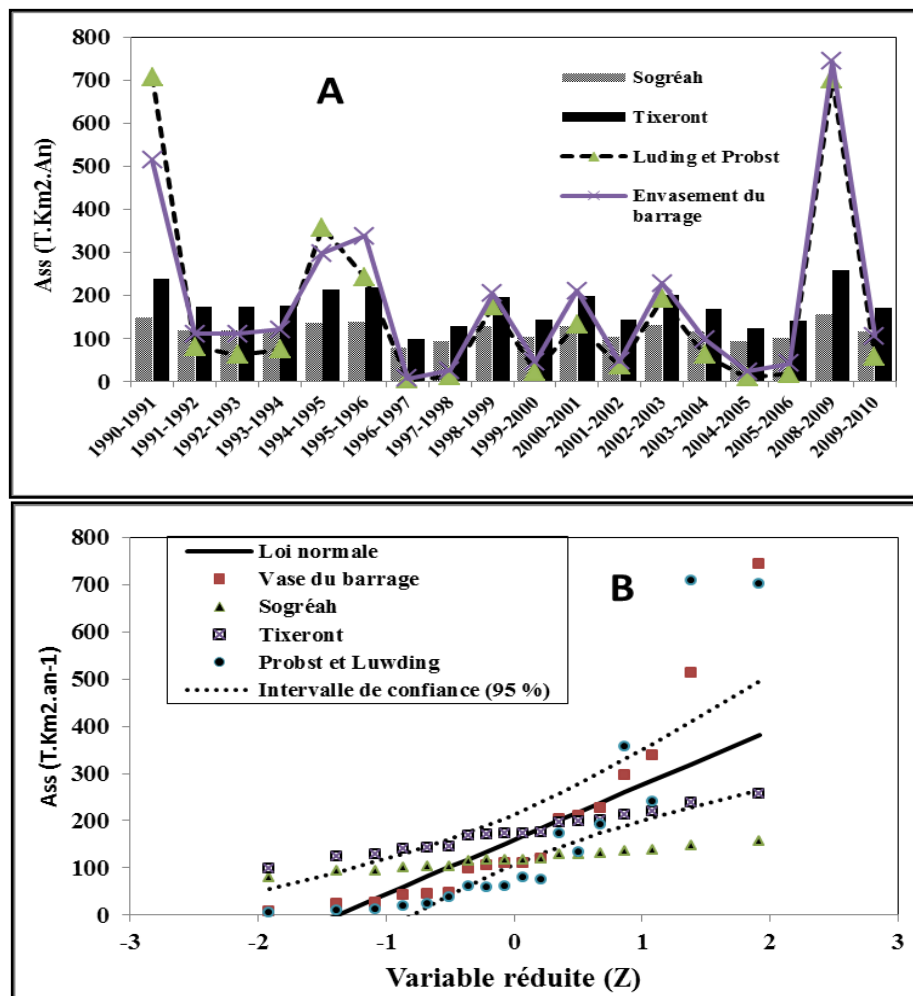 800
700
600
500
400
300
200
100
0
Ass (T.Km2.An)
A
Sogréah
Tixeront
Luding et Probst
Envasement du
barrage
1990-1991
1991-1992
1992-1993
1993-1994
1994-1995
1995-1996
1996-1997
1997-1998
1998-1999
1999-2000
2000-2001
2001-2002
2002-2003
2003-2004
2004-2005
2005-2006
2008-2009
2009-2010
800
700
600
500
400
300
200
100
0
Ass (T.Km2.an-1)
Loi normale
Vase du barrage
Sogréah
Tixeront
Probst et Luwding
Intervalle de confiance (95 %)
B
-3
-2
-1
0
1
2
3
Variable réduite (Z)